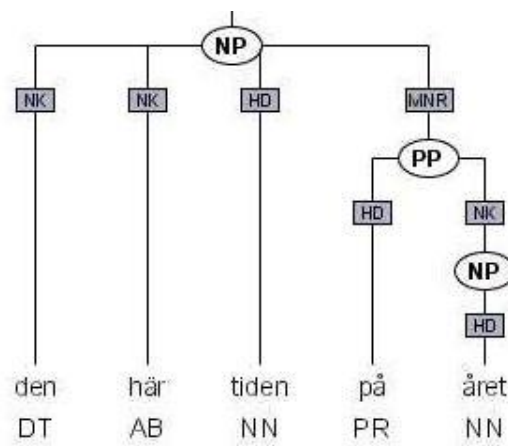 NP
NK NK HD MNR
PP
HD NK
NP
HD
den här tiden på året
DT AB NN PR NN